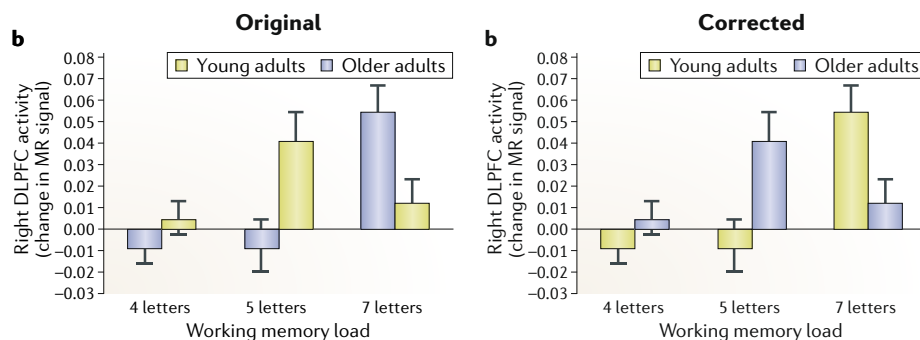 Original
b
Right DLPFC activity
(change in MR signal)
0.08
0.07
0.06
0.05
0.04
0.03
0.02
0.01
0.00
−0.01
−0.02
−0.03
Young adults Older adults
4 letters 5 letters 7 letters
Working memory load
Corrected
b
Right DLPFC activity
(change in MR signal)
0.08
0.07
0.06
0.05
0.04
0.03
0.02
0.01
0.00
−0.01
−0.02
−0.03
Young adults Older adults
4 letters 5 letters 7 letters
Working memory load